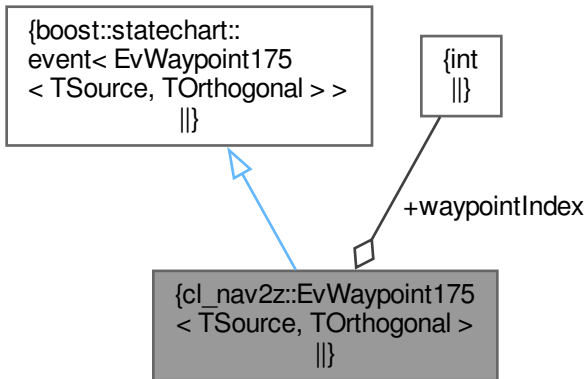 {boost::statechart::
event< EvWaypoint175
< TSource, TOrthogonal > >
||}
{int
||}
+waypointIndex
{cl_nav2z::EvWaypoint175
< TSource, TOrthogonal >
||}